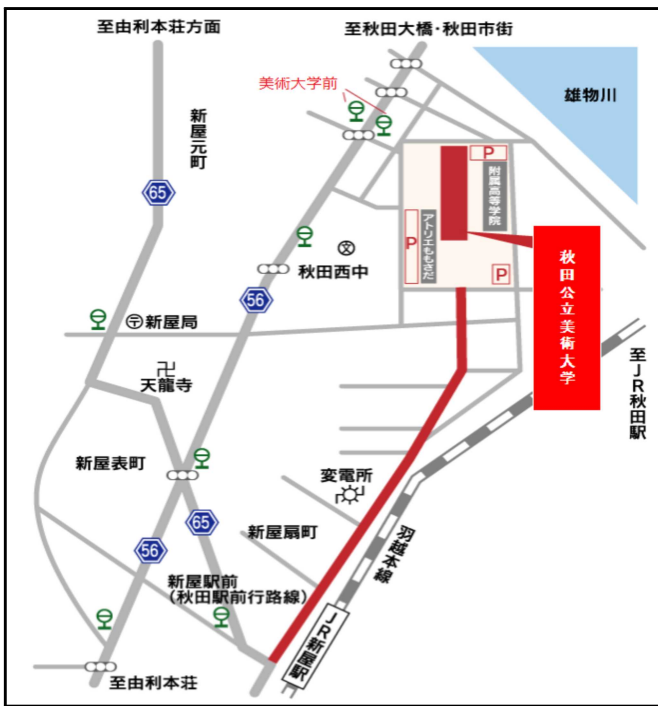 至由利本荘方面
至秋田大橋・秋田市街
美術大学前
雄物川
新屋元町
65
P
附属高等学院
P
アトリエももさだ
秋田西中
文
P
秋田公立美術大学
56
〒新屋局
至JR秋田駅
卍
天龍寺
新屋表町
変電所
65
56
新屋扇町
羽越本線
新屋駅前
(秋田駅前行路線)
JR新屋駅
至由利本荘